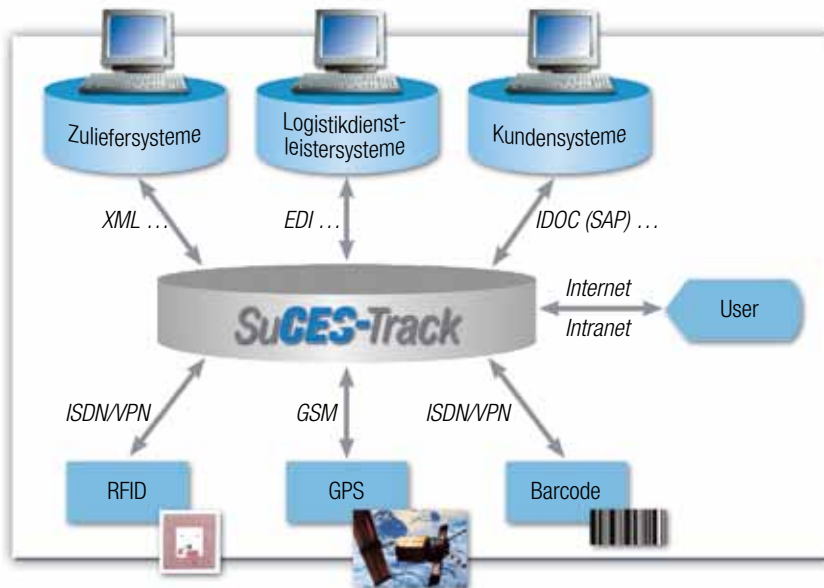 Zuliefersysteme
Logistikdienst-
leistersysteme
Kundensysteme
XML …
EDI …
IDOC (SAP) …
SuCES-Track
Internet
Intranet
User
ISDN/VPN
GSM
ISDN/VPN
RFID
GPS
Barcode